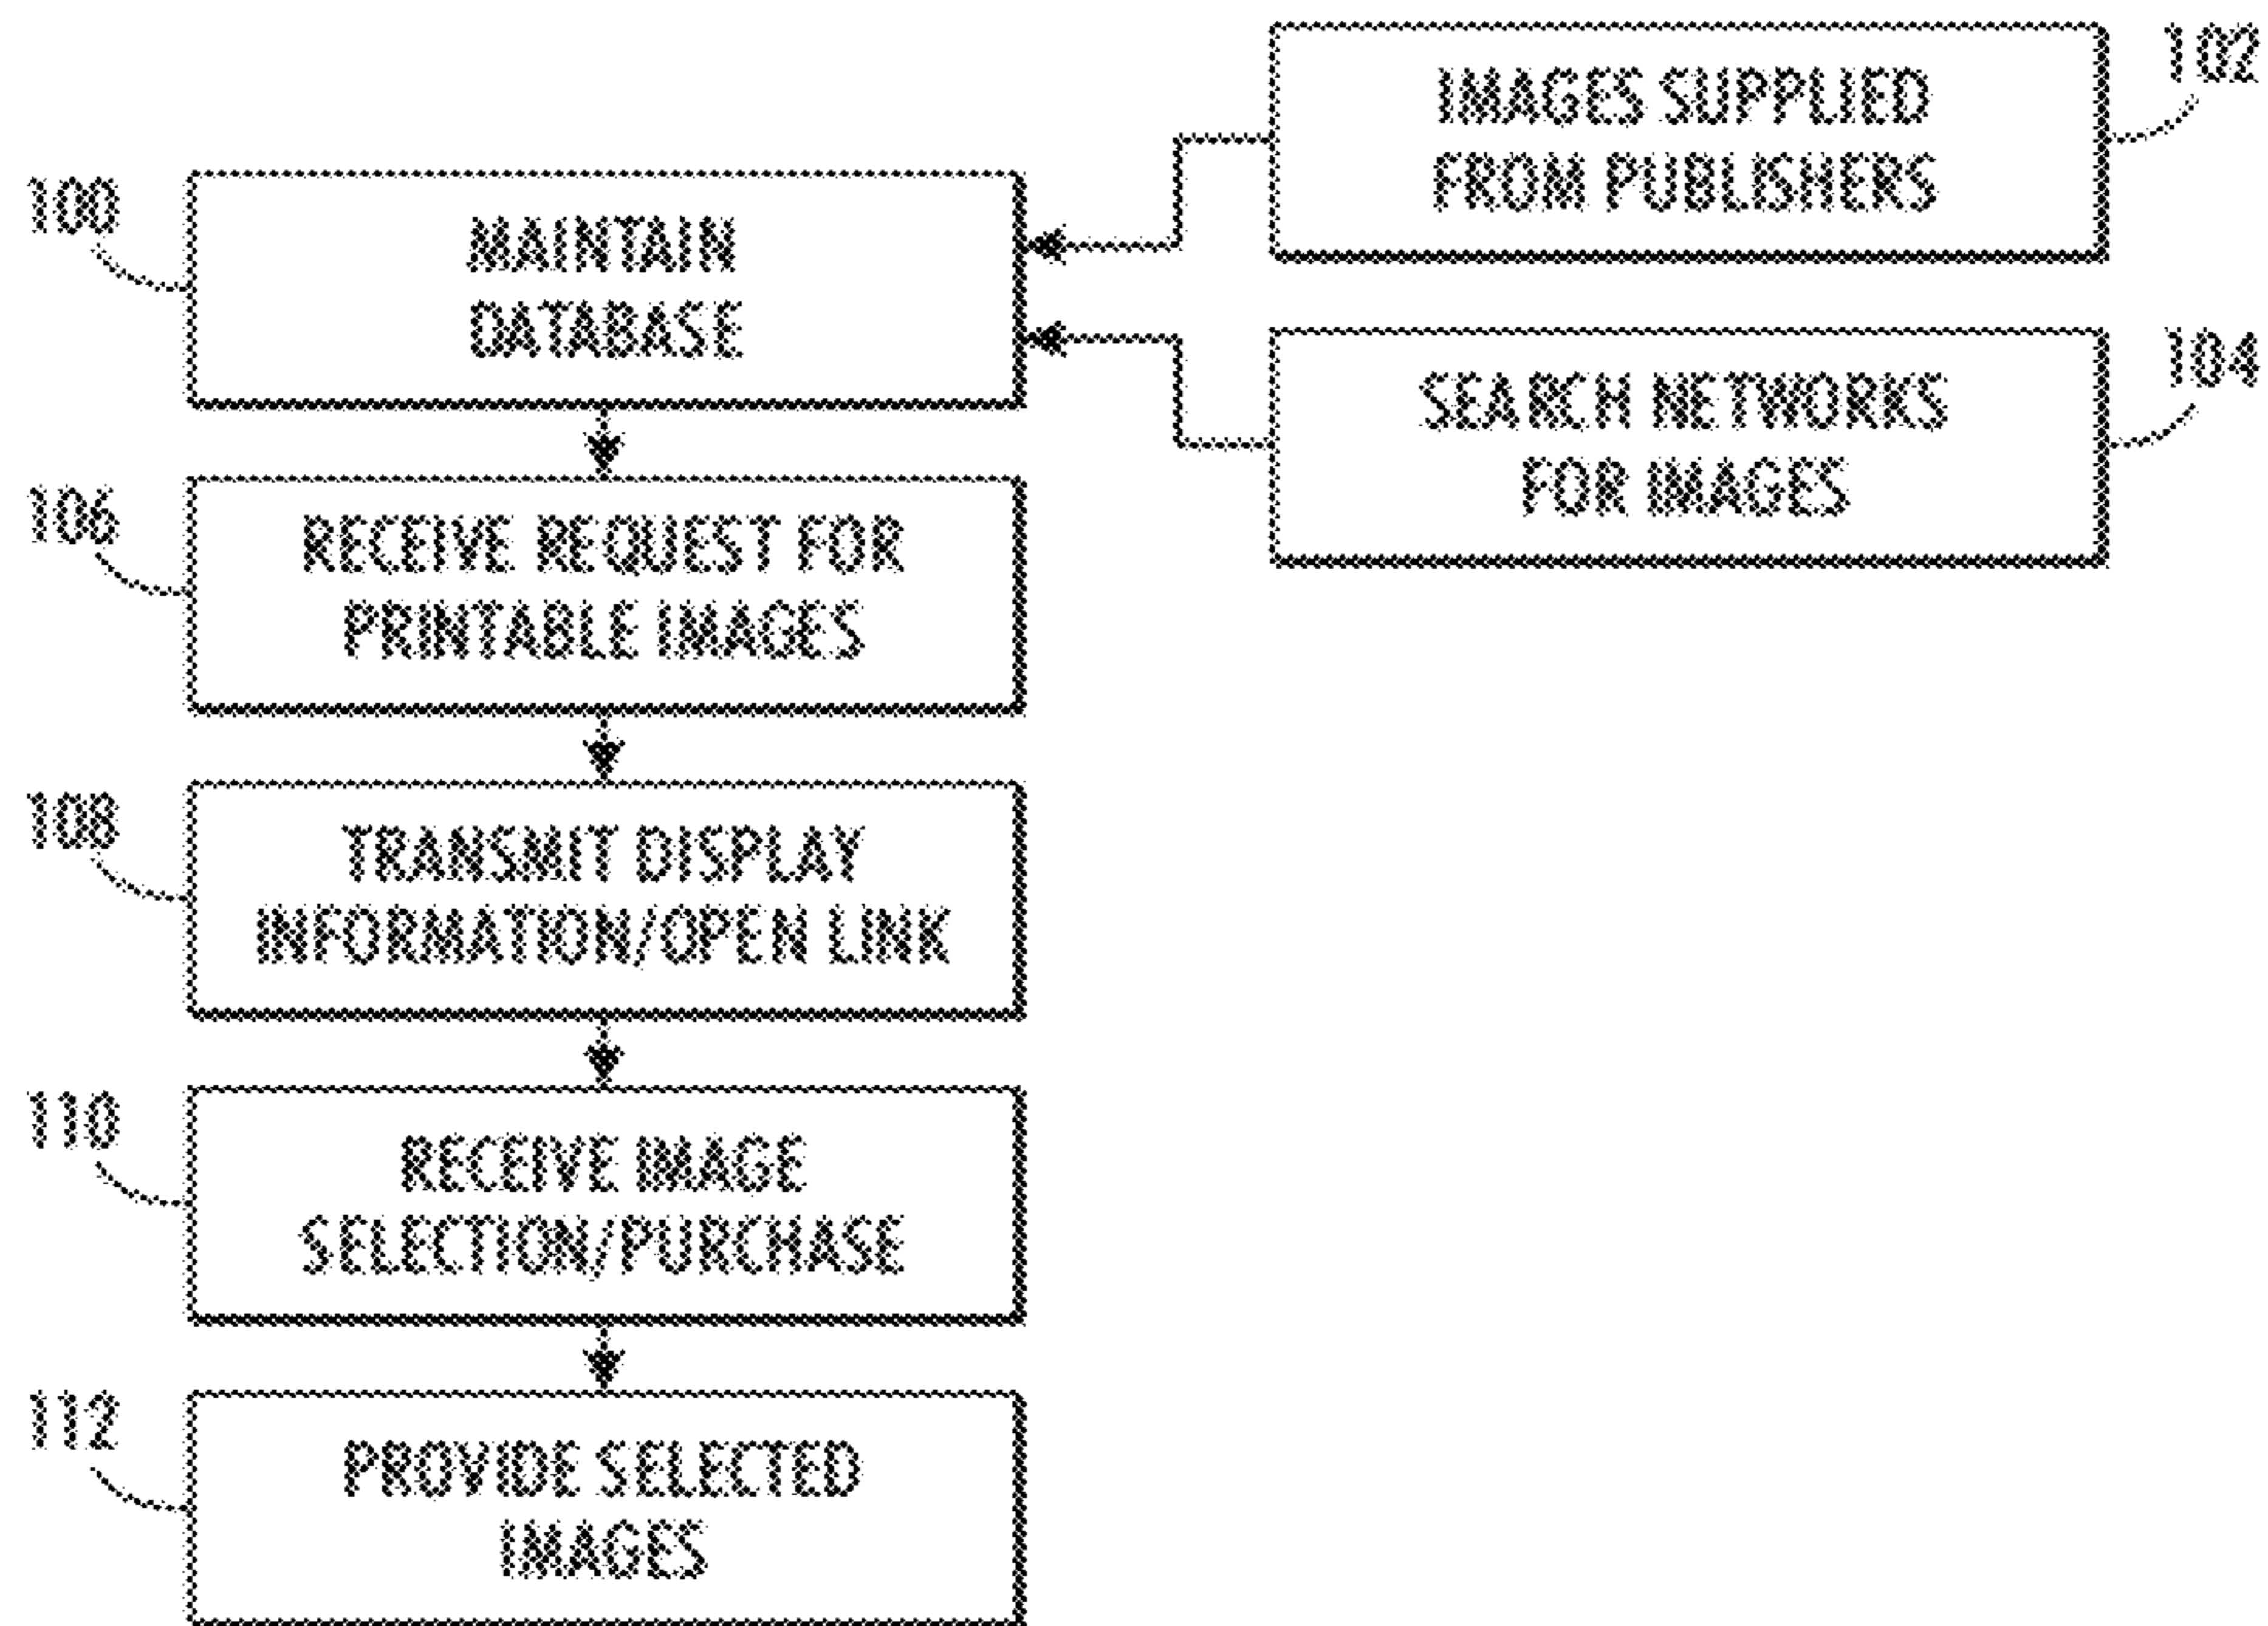 102
IMAGES SUPPLIED
FROM PUBLISHERS
100
MAINTAIN
DATABASE
104
SEARCH NETWORKS
FOR IMAGES
106
RECEIVE REQUEST FOR
PRINTABLE IMAGES
108
TRANSMIT DISPLAY
INFORMATION/OPEN LINK
110
RECEIVE IMAGE
SELECTION/PURCHASE
112
PROVIDE SELECTED
IMAGES